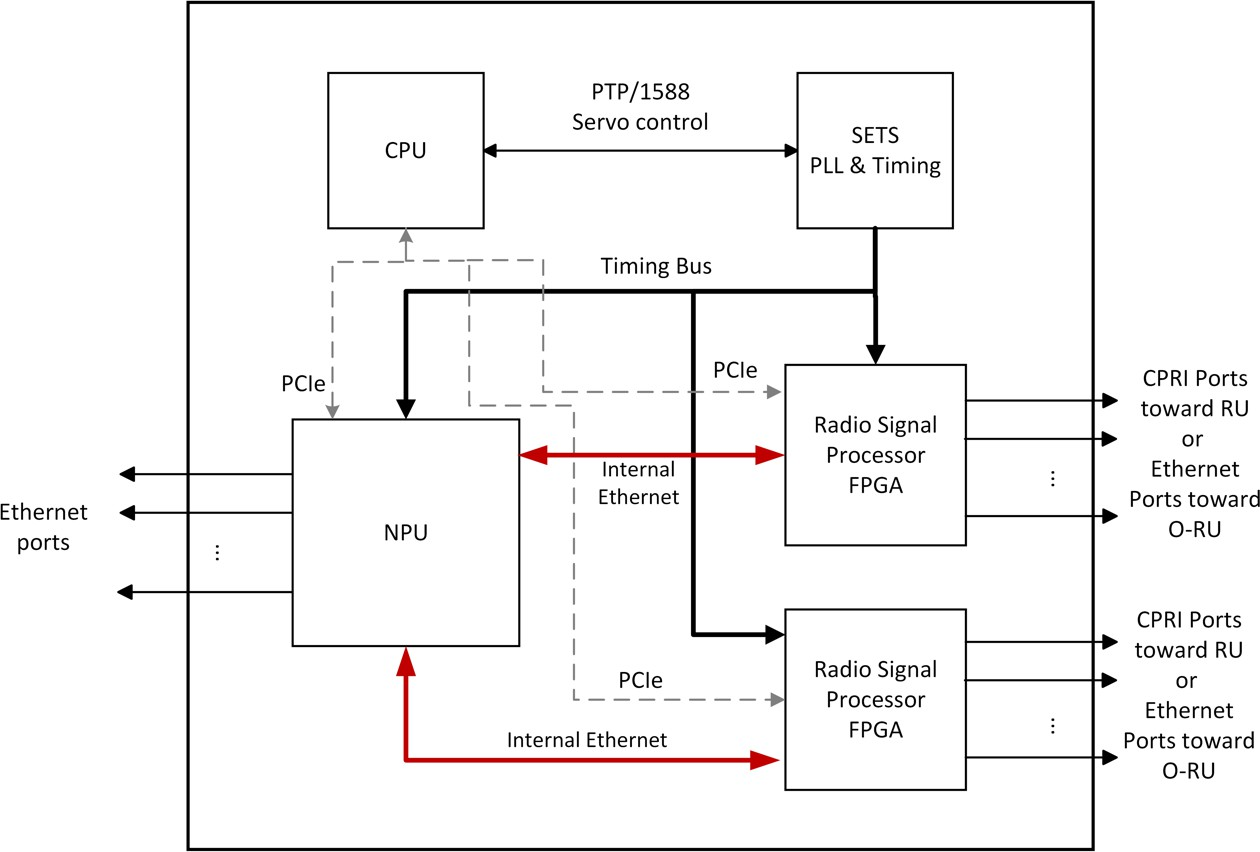 PTP/1588
Servo control
CPU
SETS
PLL & Timing
Timing Bus
PCIe
PCIe
CPRI Ports
toward RU
or
Ethernet
Ports toward
O-RU
Radio Signal
Processor
FPGA
Internal
Ethernet
Ethernet
ports
...
NPU
...
CPRI Ports
toward RU
or
Ethernet
Ports toward
O-RU
Radio Signal
Processor
FPGA
PCIe
...
Internal Ethernet